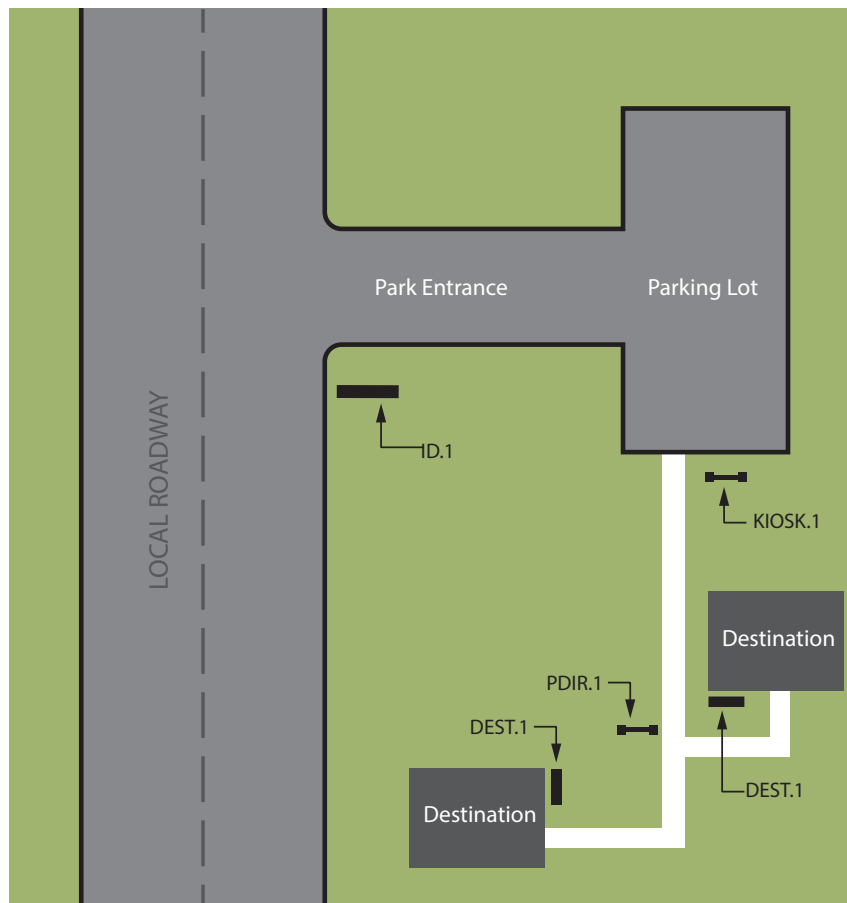 Park Entrance
Parking Lot
LOCAL ROADWAY
ID.1
KIOSK.1
Destination
PDIR.1
DEST.1
DEST.1
Destination